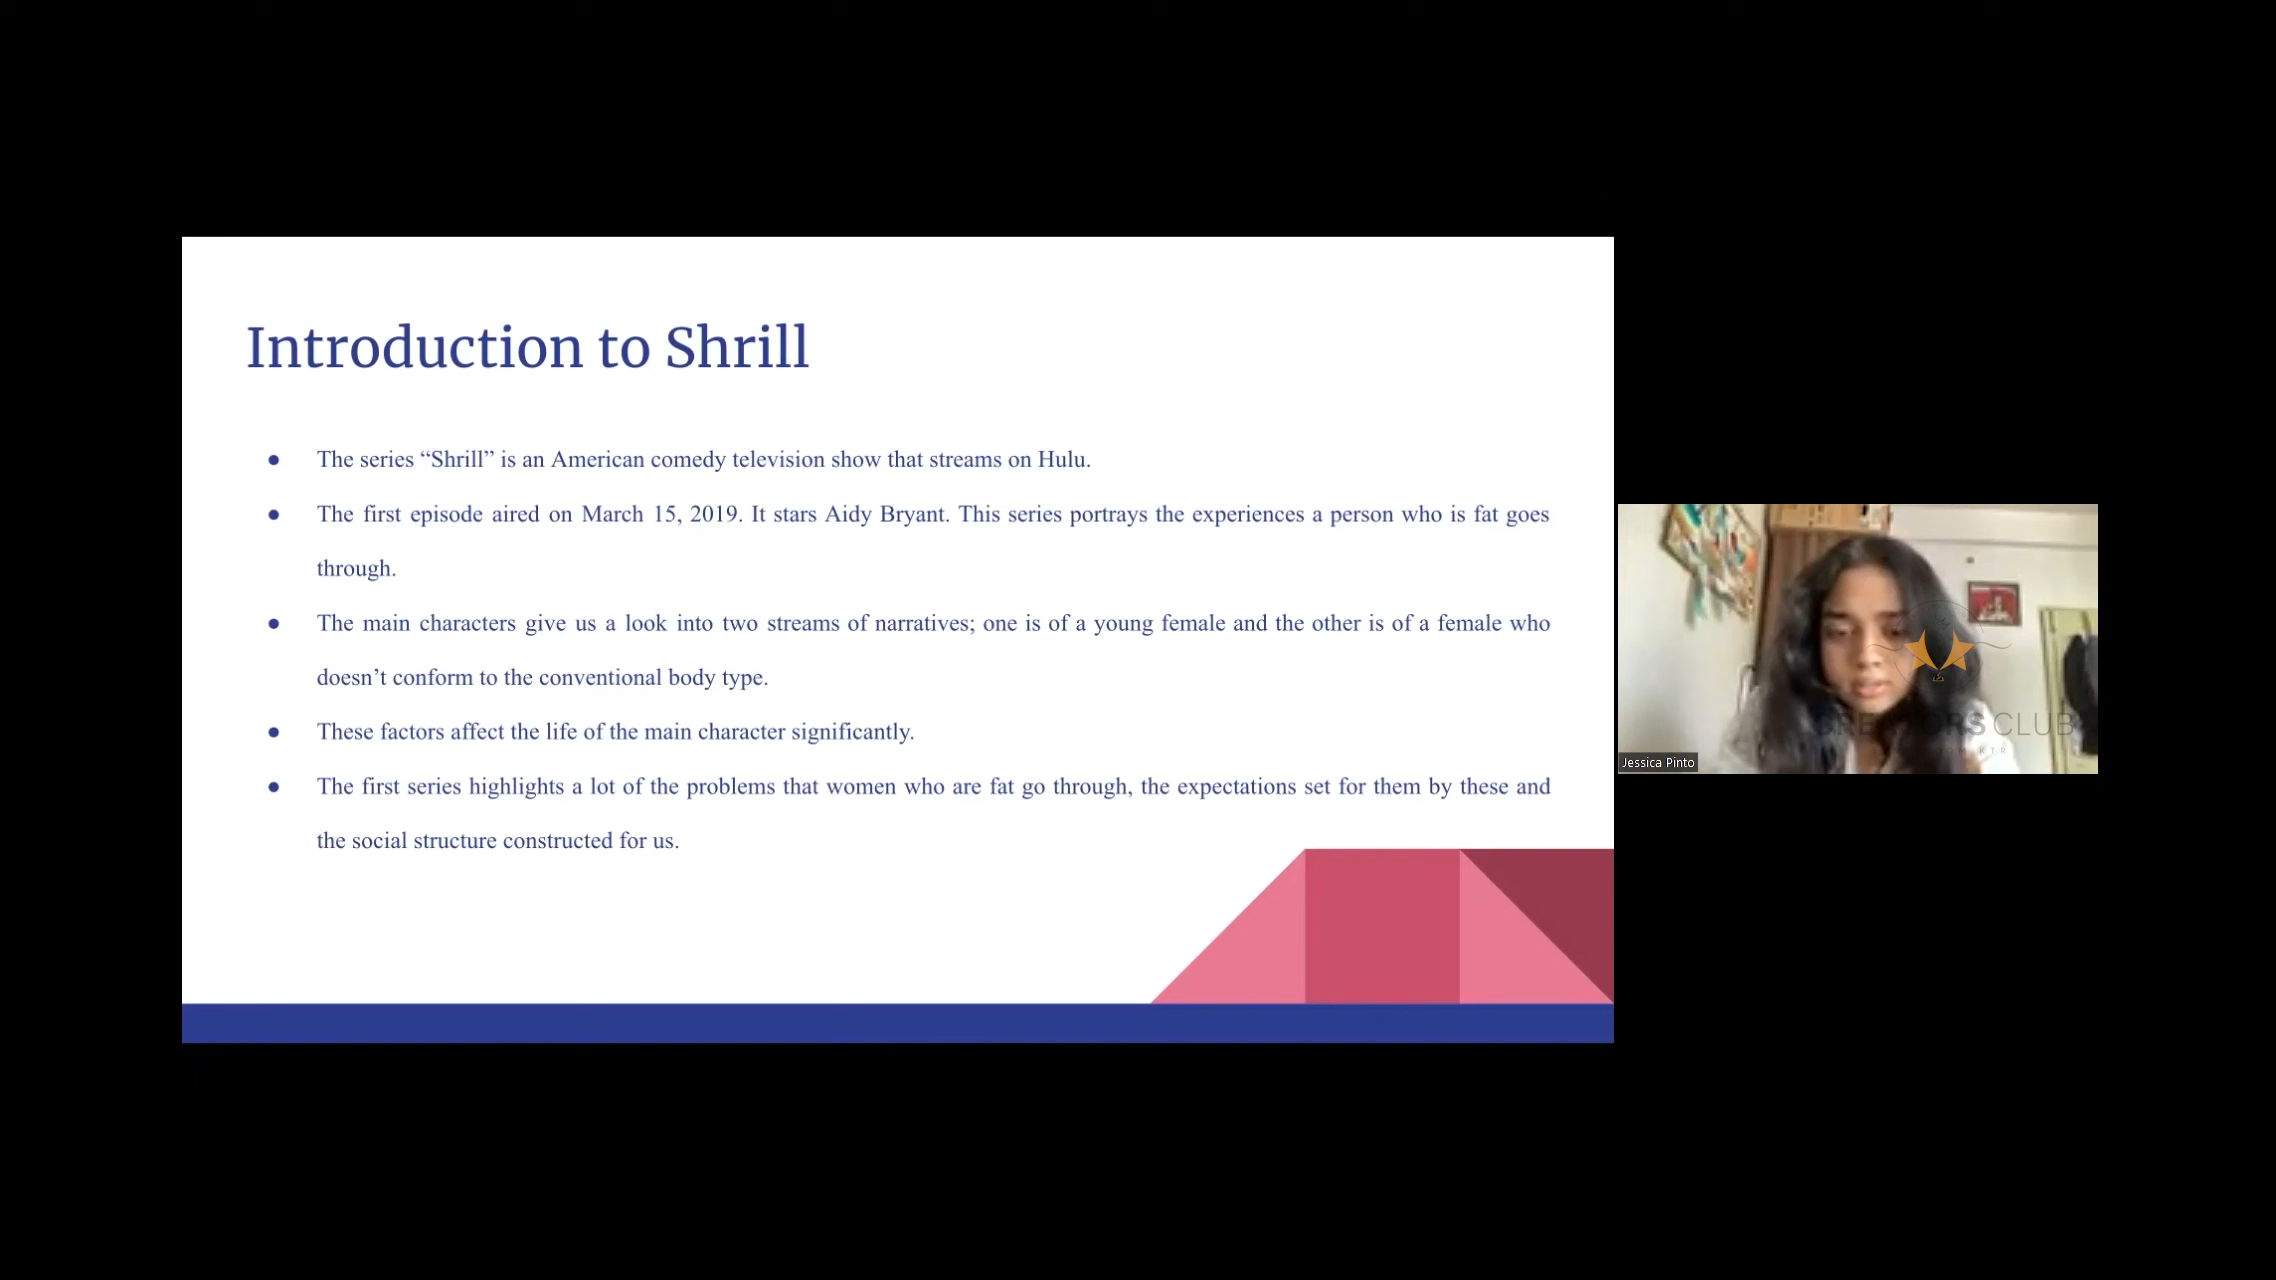 Introduction to Shrill
● The series “Shrill” is an American comedy television show that streams on Hulu.
● The first episode aired on March 15, 2019. It stars Aidy Bryant. This series portrays the experiences a person who is fat goes
through.
● The main characters give us a look into two streams of narratives; one is of a young female and the other is of a female who
doesn’t conform to the conventional body type.
● These factors affect the life of the main character significantly.
● The first series highlights a lot of the problems that women who are fat go through, the expectations set for them by these and
the social structure constructed for us.
CLUB
Jessica Pinto